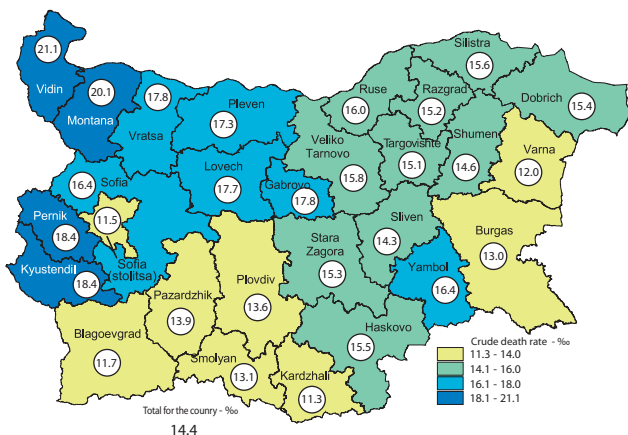 21.1
Vidin
20.1
Montana
17.8
Vratsa
Pleven
17.3
Lovech
17.7
Gabrovo
17.8
Veliko
Tarnovo
15.8
Ruse
16.0
Razgrad
15.2
Silistra
15.6
Dobrich
15.4
Targovishte
15.1
Shumen
14.6
Varna
12.0
16.4
Sofia
11.5
Sofia
(stolitsa)
Pernik
18.4
Kyustendil
18.4
Pazardzhik
13.9
Plovdiv
13.6
Stara
Zagora
15.3
Sliven
14.3
Yambol
16.4
Burgas
13.0
Blagoevgrad
11.7
Smolyan
13.1
Kardzhali
11.3
Haskovo
15.5
Crude death rate - ‰
11.3 - 14.0
14.1 - 16.0
16.1 - 18.0
18.1 - 21.1
Total for the counry - ‰
14.4